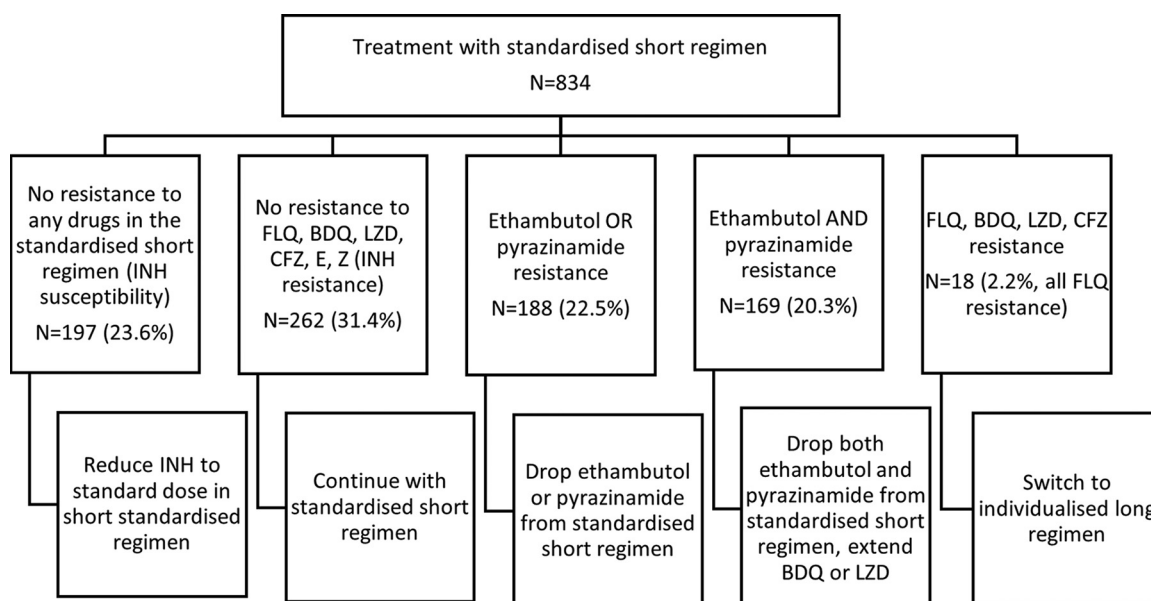 Treatment with standardised short regimen
N=834
No resistance to
any drugs in the
standardised short
regimen (INH
susceptibility)
N=197 (23.6%)
No resistance to
FLQ, BDQ, LZD,
CFZ, E, Z (INH
resistance)
N=262 (31.4%)
Ethambutol OR
pyrazinamide
resistance
N=188 (22.5%)
Ethambutol AND
pyrazinamide
resistance
N=169 (20.3%)
FLQ, BDQ, LZD, CFZ
resistance
N=18 (2.2%, all FLQ
resistance)
Reduce INH to
standard dose in
short standardised
regimen
Continue with
standardised short
regimen
Drop ethambutol
or pyrazinamide
from standardised
short regimen
Drop both
ethambutol and
pyrazinamide from
standardised short
regimen, extend
BDQ or LZD
Switch to
individualised long
regimen